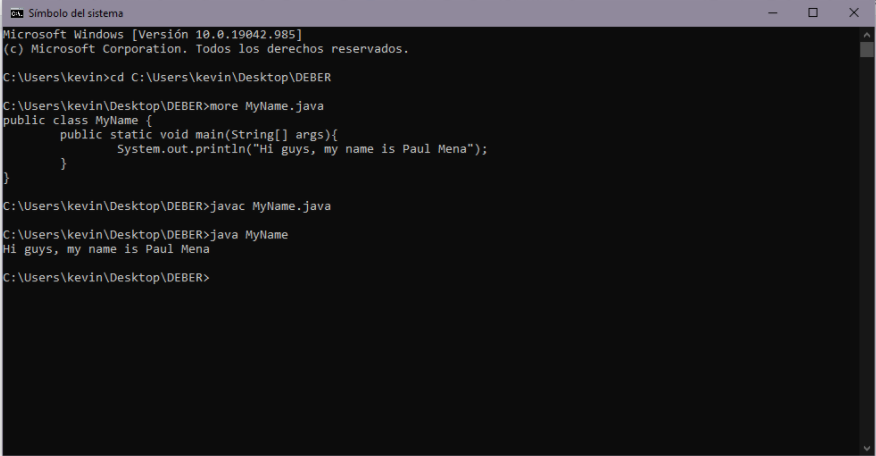 Símbolo del sistema
Microsoft Windows [Versión 10.0.19042.985]
(c) Microsoft Corporation. Todos los derechos reservados.
C:\Users\kevin>cd C:\Users\kevin\Desktop\DEBER
C:\Users\kevin\Desktop\DEBER>more MyName.java
public class MyName {
        public static void main(String[] args){
                System.out.println("Hi guys, my name is Paul Mena");
        }
}
C:\Users\kevin\Desktop\DEBER>javac MyName.java
C:\Users\kevin\Desktop\DEBER>java MyName
Hi guys, my name is Paul Mena
C:\Users\kevin\Desktop\DEBER>